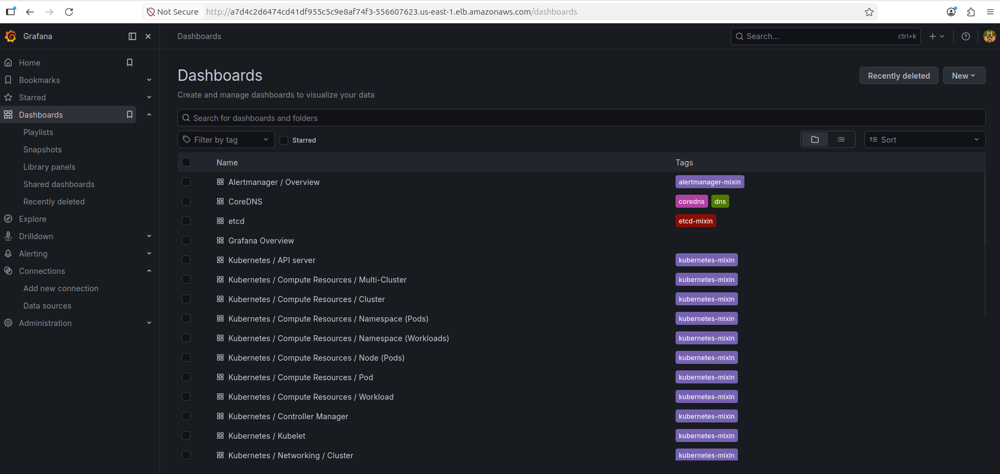 Not Secure http://a7d4c2d6474cd41df955c5c9e8af74f3-556607623.us-east-1.elb.amazonaws.com/dashboards
Grafana
Dashboards
Search... ctrl+k
Home
Bookmarks
Starred
Dashboards
Playlists
Snapshots
Library panels
Shared dashboards
Recently deleted
Explore
Drilldown
Alerting
Connections
Add new connection
Data sources
Administration
Dashboards
Recently deleted New
Create and manage dashboards to visualize your data
Search for dashboards and folders
Filter by tag Starred Sort
Name Tags
Alertmanager / Overview alertmanager-mixin
CoreDNS coredns dns
etcd etcd-mixin
Grafana Overview
Kubernetes / API server kubernetes-mixin
Kubernetes / Compute Resources / Multi-Cluster kubernetes-mixin
Kubernetes / Compute Resources / Cluster kubernetes-mixin
Kubernetes / Compute Resources / Namespace (Pods) kubernetes-mixin
Kubernetes / Compute Resources / Namespace (Workloads) kubernetes-mixin
Kubernetes / Compute Resources / Node (Pods) kubernetes-mixin
Kubernetes / Compute Resources / Pod kubernetes-mixin
Kubernetes / Compute Resources / Workload kubernetes-mixin
Kubernetes / Controller Manager kubernetes-mixin
Kubernetes / Kubelet kubernetes-mixin
Kubernetes / Networking / Cluster kubernetes-mixin